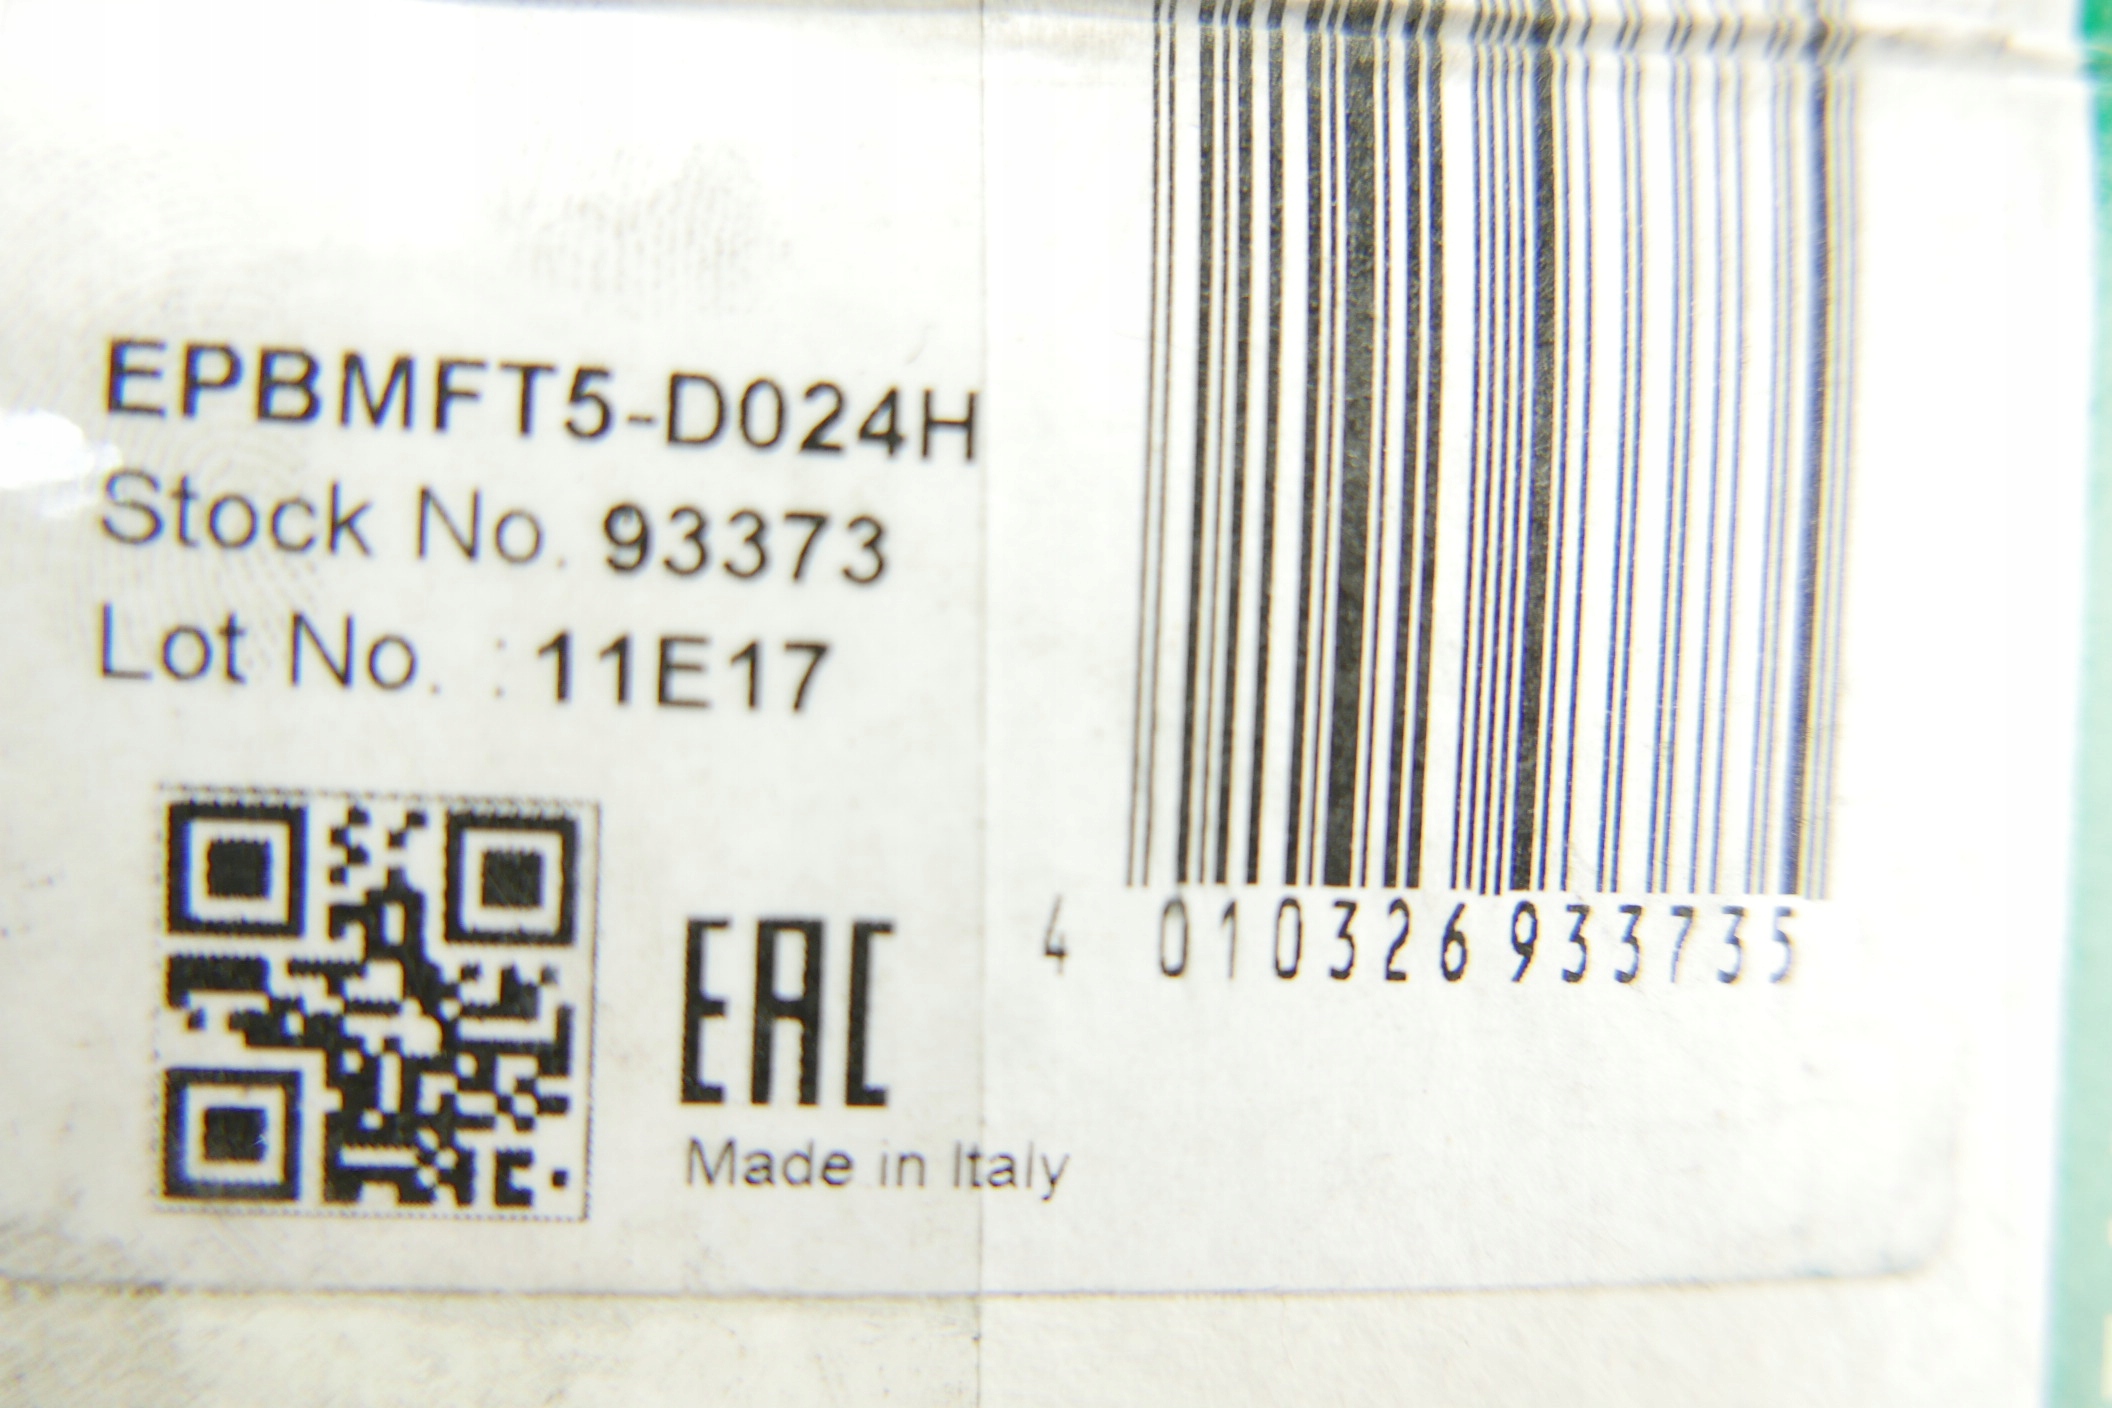 EPBMFT5-D024H
Stock No. 93373
Lot No. : 11E17
4 010326 933735
EAC
Made in Italy